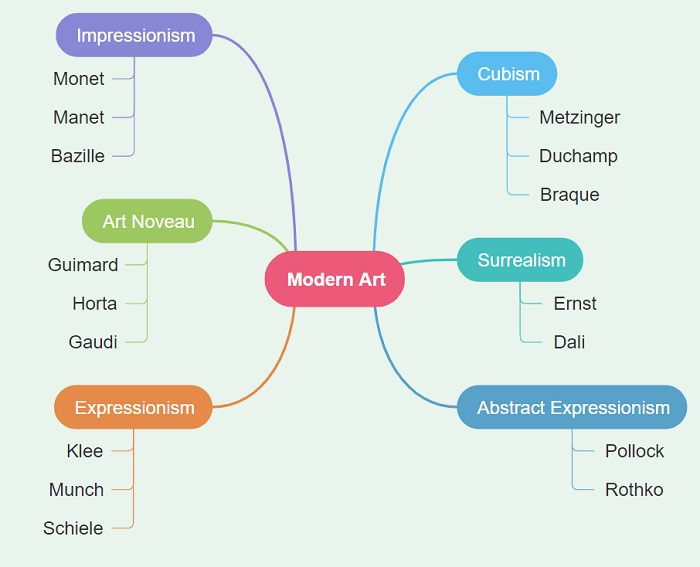 Impressionism
Monet
Manet
Bazille
Art Noveau
Guimard
Horta
Gaudi
Expressionism
Klee
Munch
Schiele
Modern Art
Cubism
Metzinger
Duchamp
Braque
Surrealism
Ernst
Dali
Abstract Expressionism
Pollock
Rothko